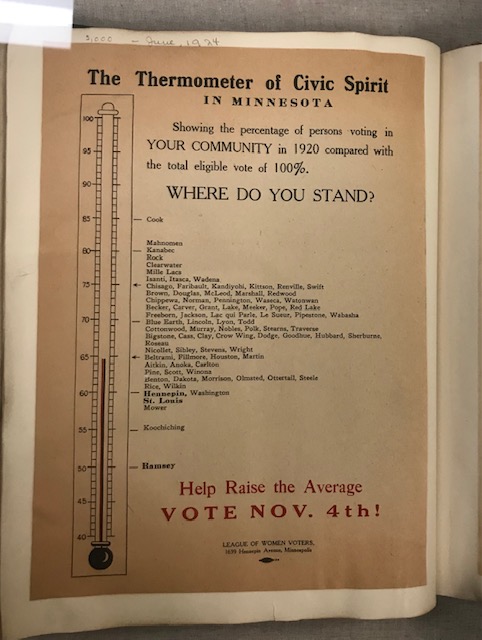 5,000 — June, 1924
The Thermometer of Civic Spirit
IN MINNESOTA
Showing the percentage of persons voting in
YOUR COMMUNITY in 1920 compared with
the total eligible vote of 100%.
WHERE DO YOU STAND?
100
95
90
85
Cook
Mahnomen
80
Kanabec
Rock
Clearwater
Mille Lacs
Isanti, Itasca, Wadena
75
Chisago, Faribault, Kandiyohi, Kittson, Renville, Swift
Brown, Douglas, McLeod, Marshall, Redwood
Chippewa, Norman, Pennington, Waseca, Watonwan
Becker, Carver, Grant, Lake, Meeker, Pope, Red Lake
Freeborn, Jackson, Lac qui Parle, Le Sueur, Pipestone, Wabasha
70
Blue Earth, Lincoln, Lyon, Todd
Cottonwood, Murray, Nobles, Polk, Stearns, Traverse
Bigstone, Cass, Clay, Crow Wing, Dodge, Goodhue, Hubbard, Sherburne,
Roseau
Nicollet, Sibley, Stevens, Wright
65
Beltrami, Fillmore, Houston, Martin
Aitkin, Anoka, Carlton
Pine, Scott, Winona
Benton, Dakota, Morrison, Olmsted, Ottertail, Steele
Rice, Wilkin
60
Hennepin, Washington
St. Louis
Mower
55
Koochiching
50
Ramsey
45
40
Help Raise the Average
VOTE NOV. 4th!
LEAGUE OF WOMEN VOTERS,
1639 Hennepin Avenue, Minneapolis